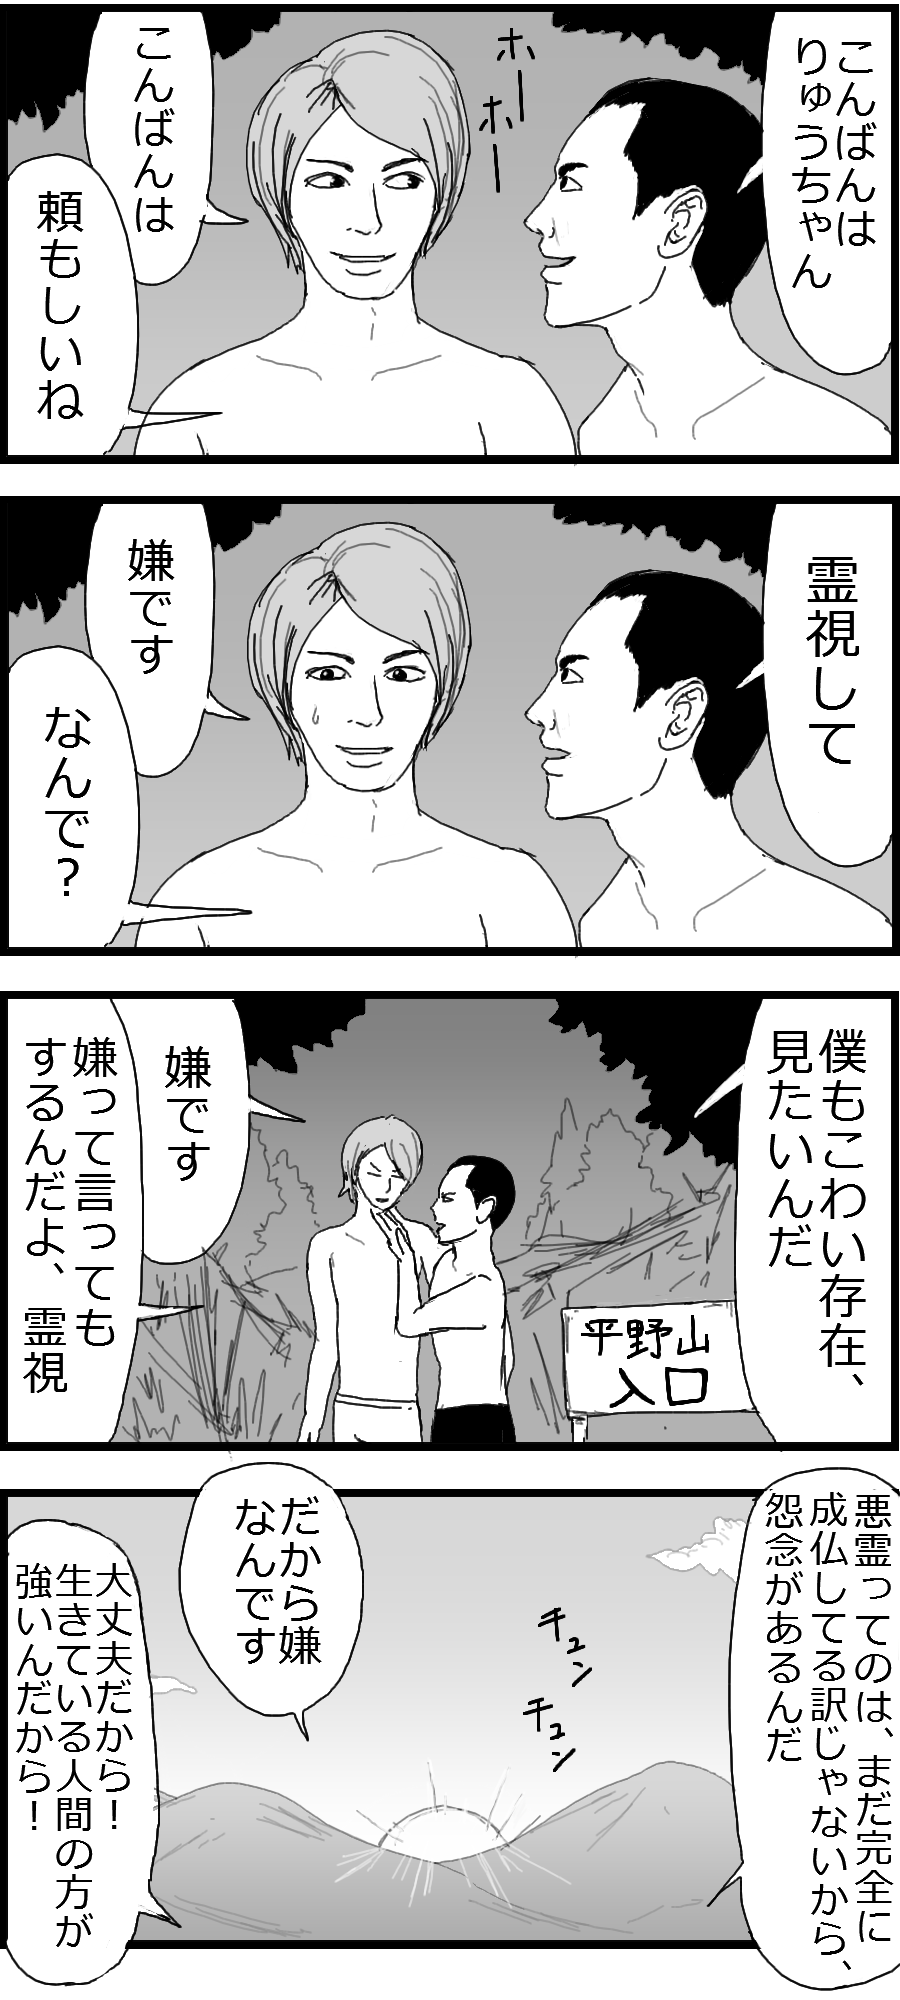 こんばんは
りゅうちゃん
ホーホー
こんばんは
頼もしいね
霊視して
嫌です
なんで？
僕もこわい存在、
見たいんだ
嫌です
嫌って言っても
するんだよ、霊視
平野山
入口
悪霊ってのは、まだ完全に
成仏してる訳じゃないから、
怨念があるんだ
チュン
チュン
だから嫌
なんです
大丈夫だから！
生きている人間の方が
強いんだから！